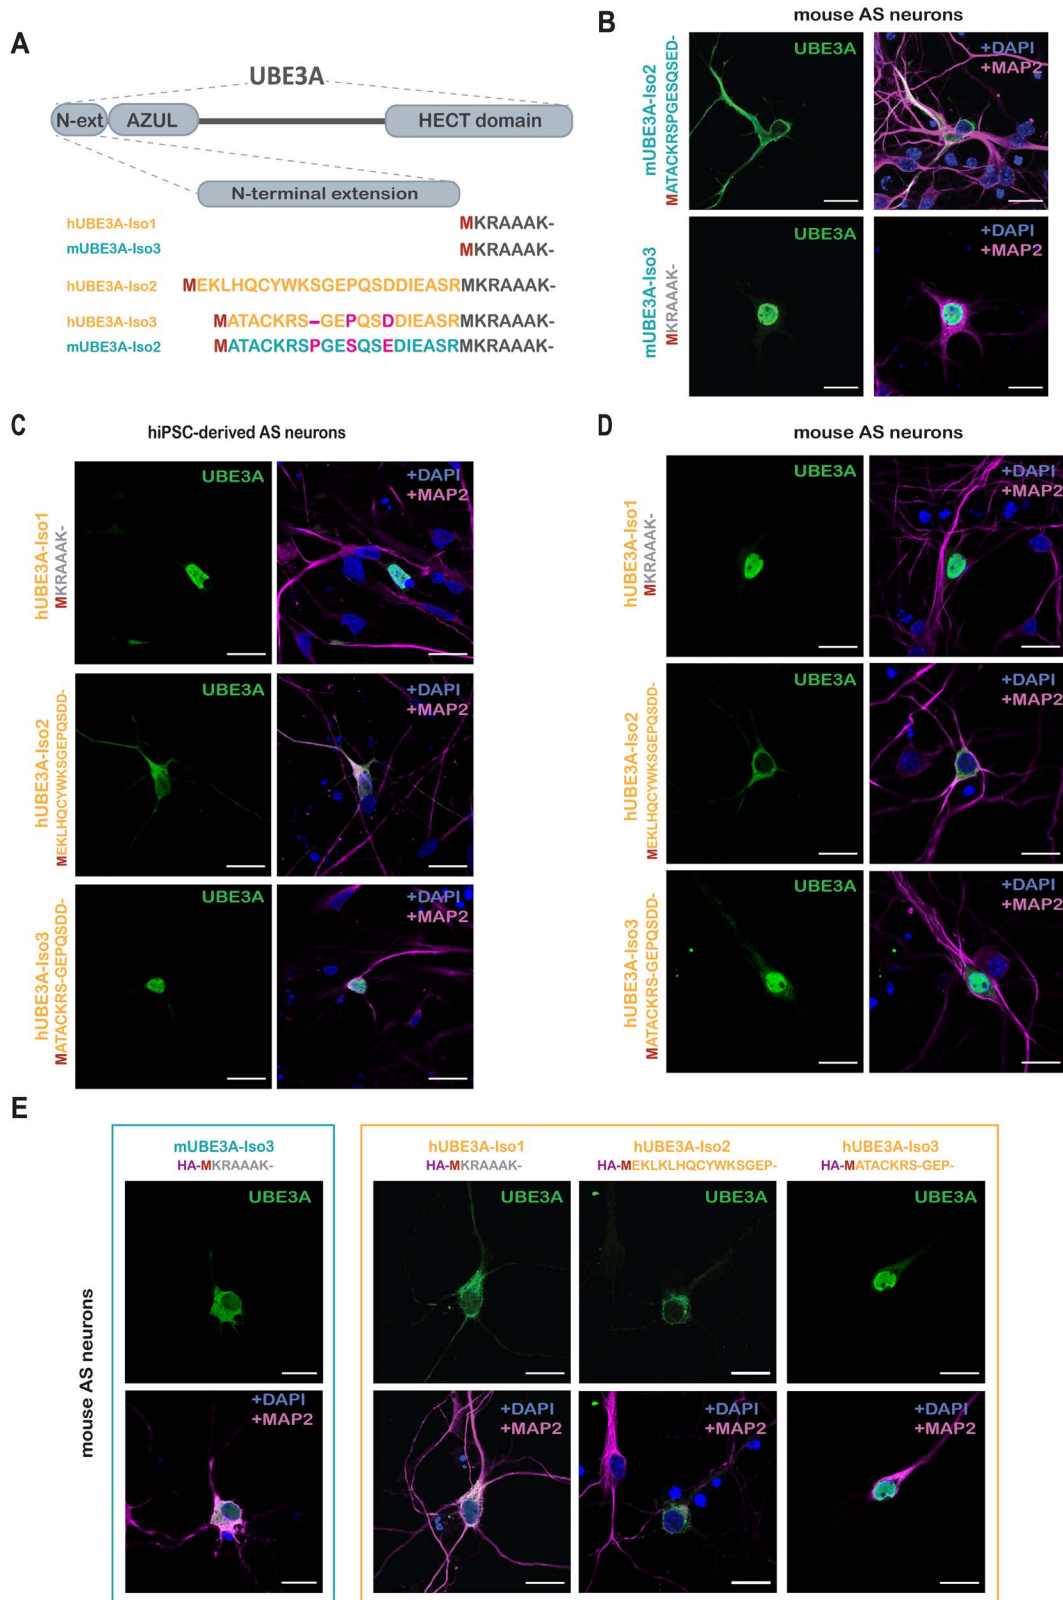 A
UBE3A
N-ext
AZUL
HECT domain
N-terminal extension
hUBE3A-Iso1 MKRAAAK-
mUBE3A-Iso3 MKRAAAK-
hUBE3A-Iso2 MEKLHQCYWKSGEPQSDDIEASRMKRAAAK-
hUBE3A-Iso3 MATACKRS-GEPQSDDIEASRMKRAAAK-
mUBE3A-Iso2 MATACKRSPGESQSEDIEASRMKRAAAK-
B
mouse AS neurons
mUBE3A-Iso2
MATACKRSPGESQSED-
UBE3A
+DAPI
+MAP2
mUBE3A-Iso3
MKRAAAK-
UBE3A
+DAPI
+MAP2
C
hiPSC-derived AS neurons
hUBE3A-Iso1
MKRAAAK-
UBE3A
+DAPI
+MAP2
hUBE3A-Iso2
MEKLHQCYWKSGEPQSDD-
UBE3A
+DAPI
+MAP2
hUBE3A-Iso3
MATACKRS-GEPQSDD-
UBE3A
+DAPI
+MAP2
D
mouse AS neurons
hUBE3A-Iso1
MKRAAAK-
UBE3A
+DAPI
+MAP2
hUBE3A-Iso2
MEKLHQCYWKSGEPQSDD-
UBE3A
+DAPI
+MAP2
hUBE3A-Iso3
MATACKRS-GEPQSDD-
UBE3A
+DAPI
+MAP2
E
mouse AS neurons
mUBE3A-Iso3
HA-MKRAAAK-
UBE3A
+DAPI
+MAP2
hUBE3A-Iso1
HA-MKRAAAK-
UBE3A
+DAPI
+MAP2
hUBE3A-Iso2
HA-MEKLKLHQCYWKSGEP-
UBE3A
+DAPI
+MAP2
hUBE3A-Iso3
HA-MATACKRS-GEP-
UBE3A
+DAPI
+MAP2